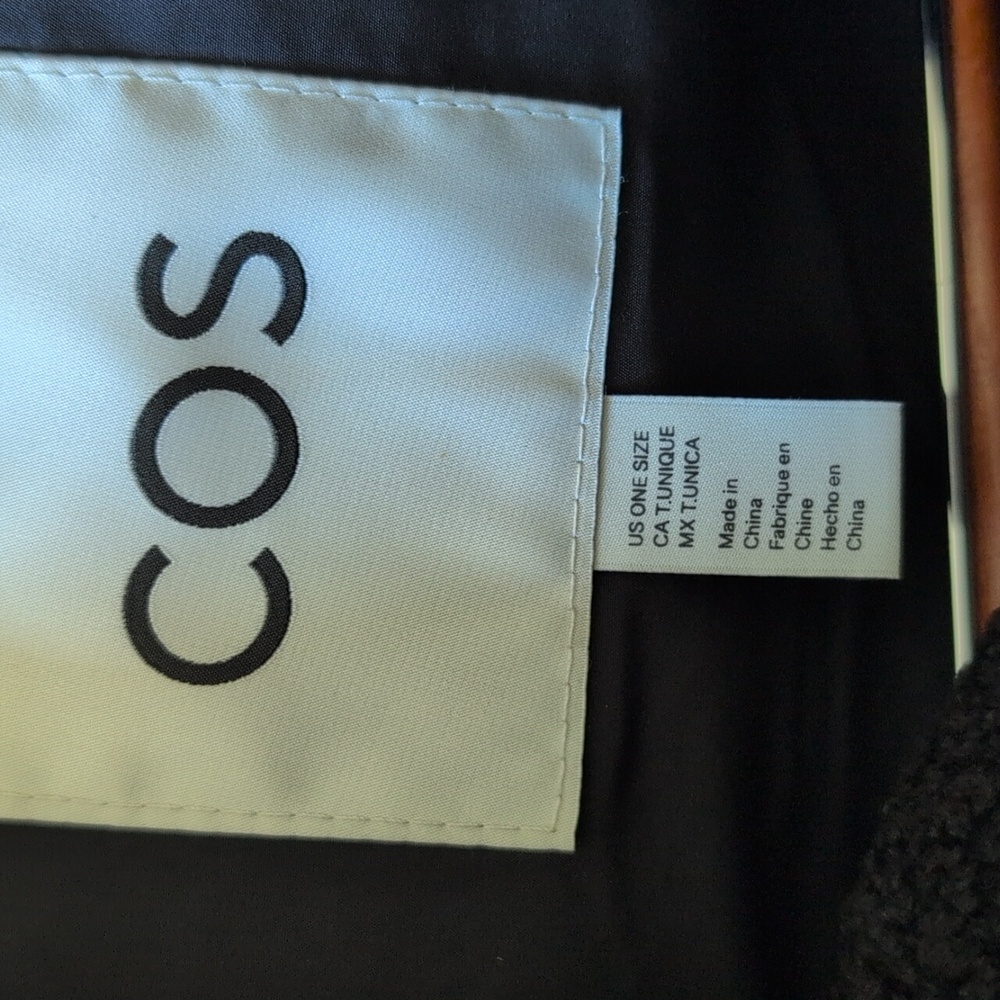 COS
US ONE SIZE
CA T.UNIQUE
MX T.UNICA
Made in
China
Fabrique en
Chine
Hecho en
China